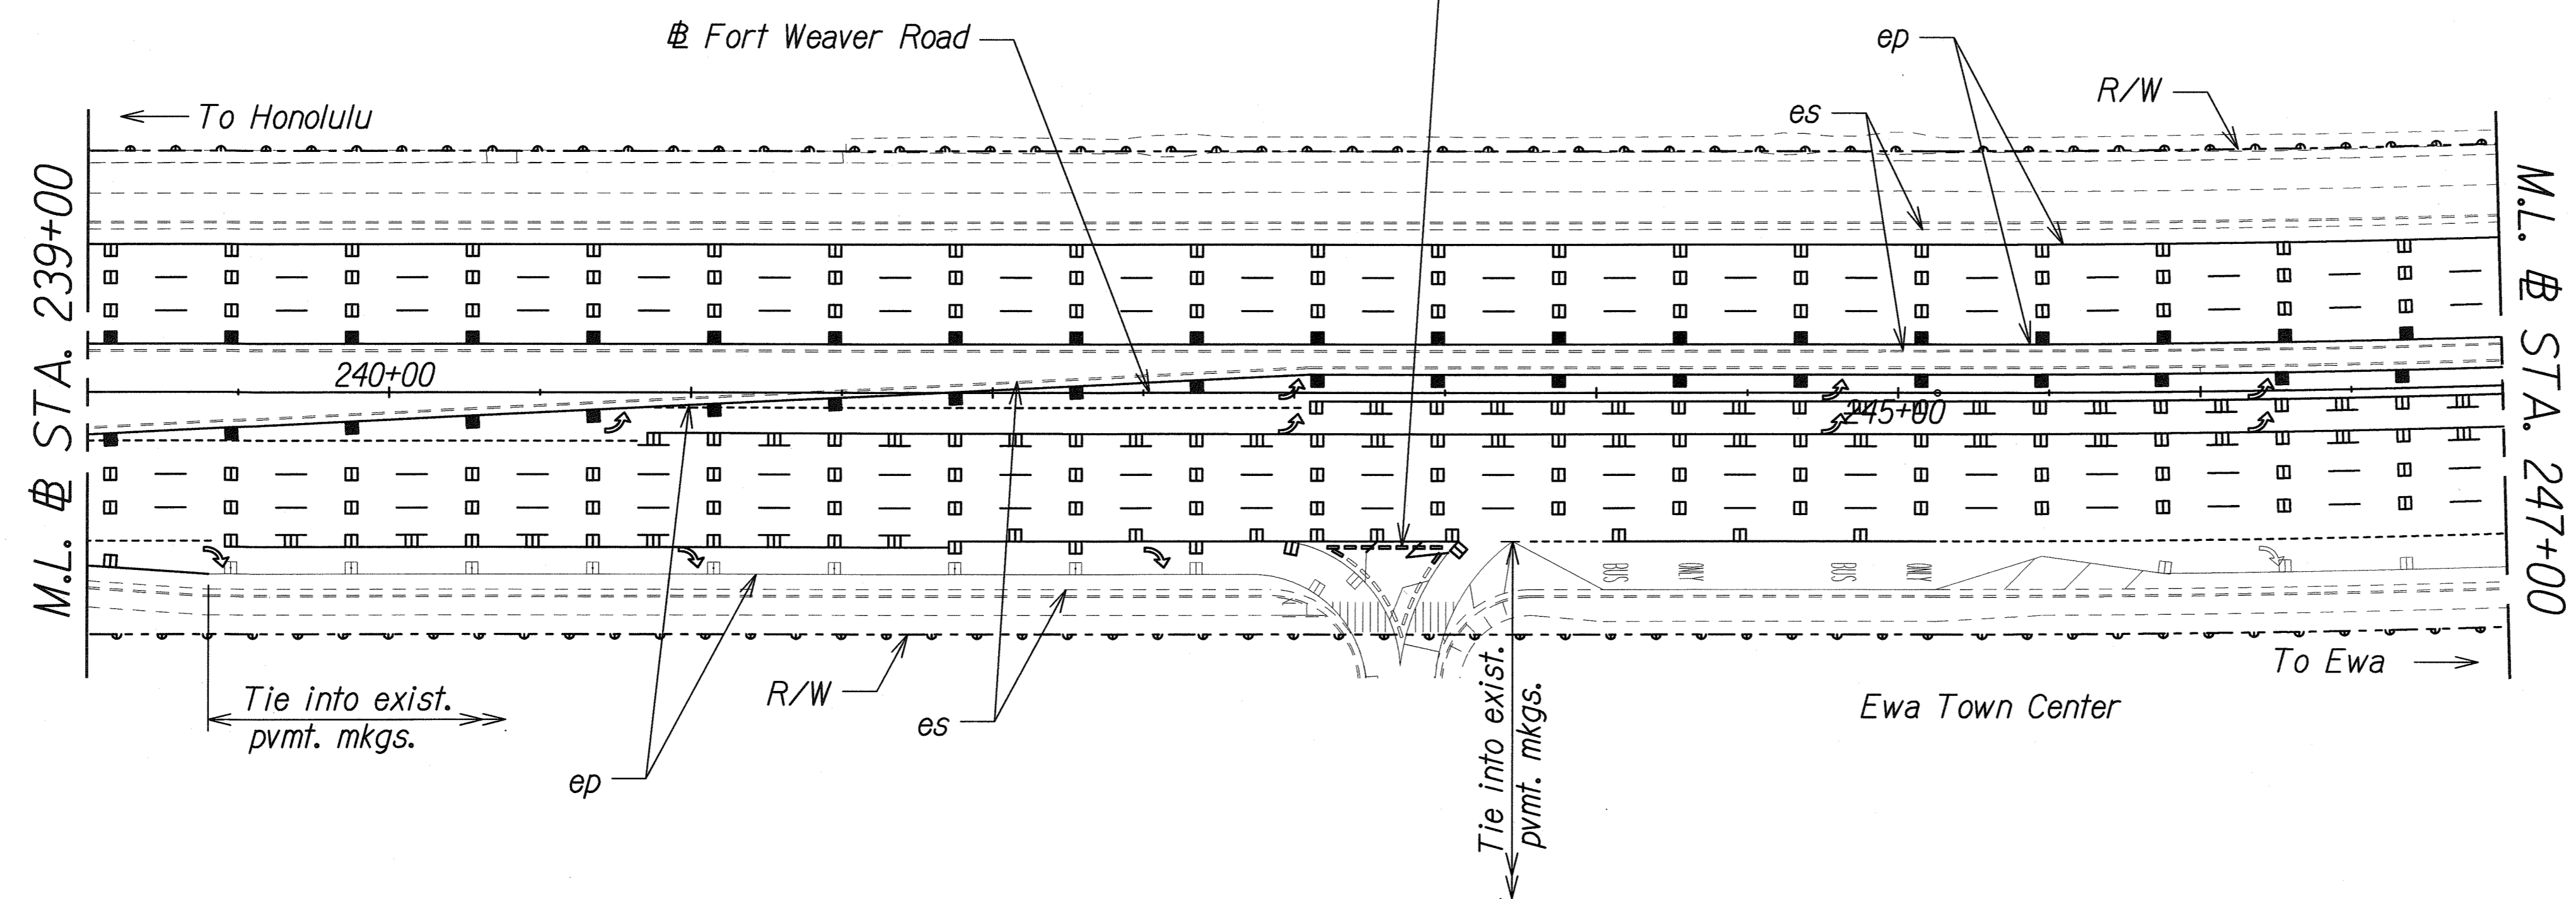 ℄ Fort Weaver Road
ep
R/W
es
To Honolulu
M.L. ℄ STA. 239+00
M.L. ℄ STA. 247+00
240+00
245+00
BUS
ONLY
BUS
ONLY
To Ewa
R/W
es
Tie into exist.
pvmt. mkgs.
Ewa Town Center
ep
Tie into exist.
pvmt. mkgs.